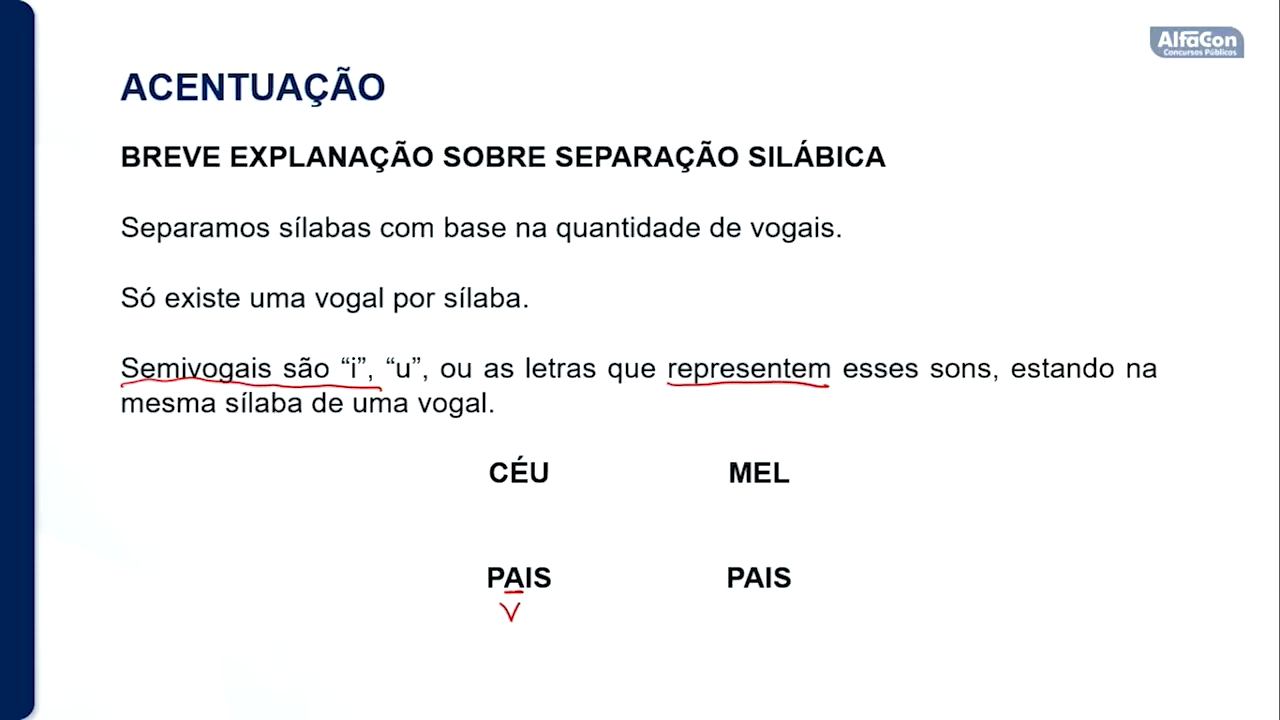 AlfaCon
Concursos Públicos
ACENTUAÇÃO
BREVE EXPLANAÇÃO SOBRE SEPARAÇÃO SILÁBICA
Separamos sílabas com base na quantidade de vogais.
Só existe uma vogal por sílaba.
Semivogais são “i”, “u”, ou as letras que representem esses sons, estando na
mesma sílaba de uma vogal.
CÉU MEL
PAIS PAIS
V